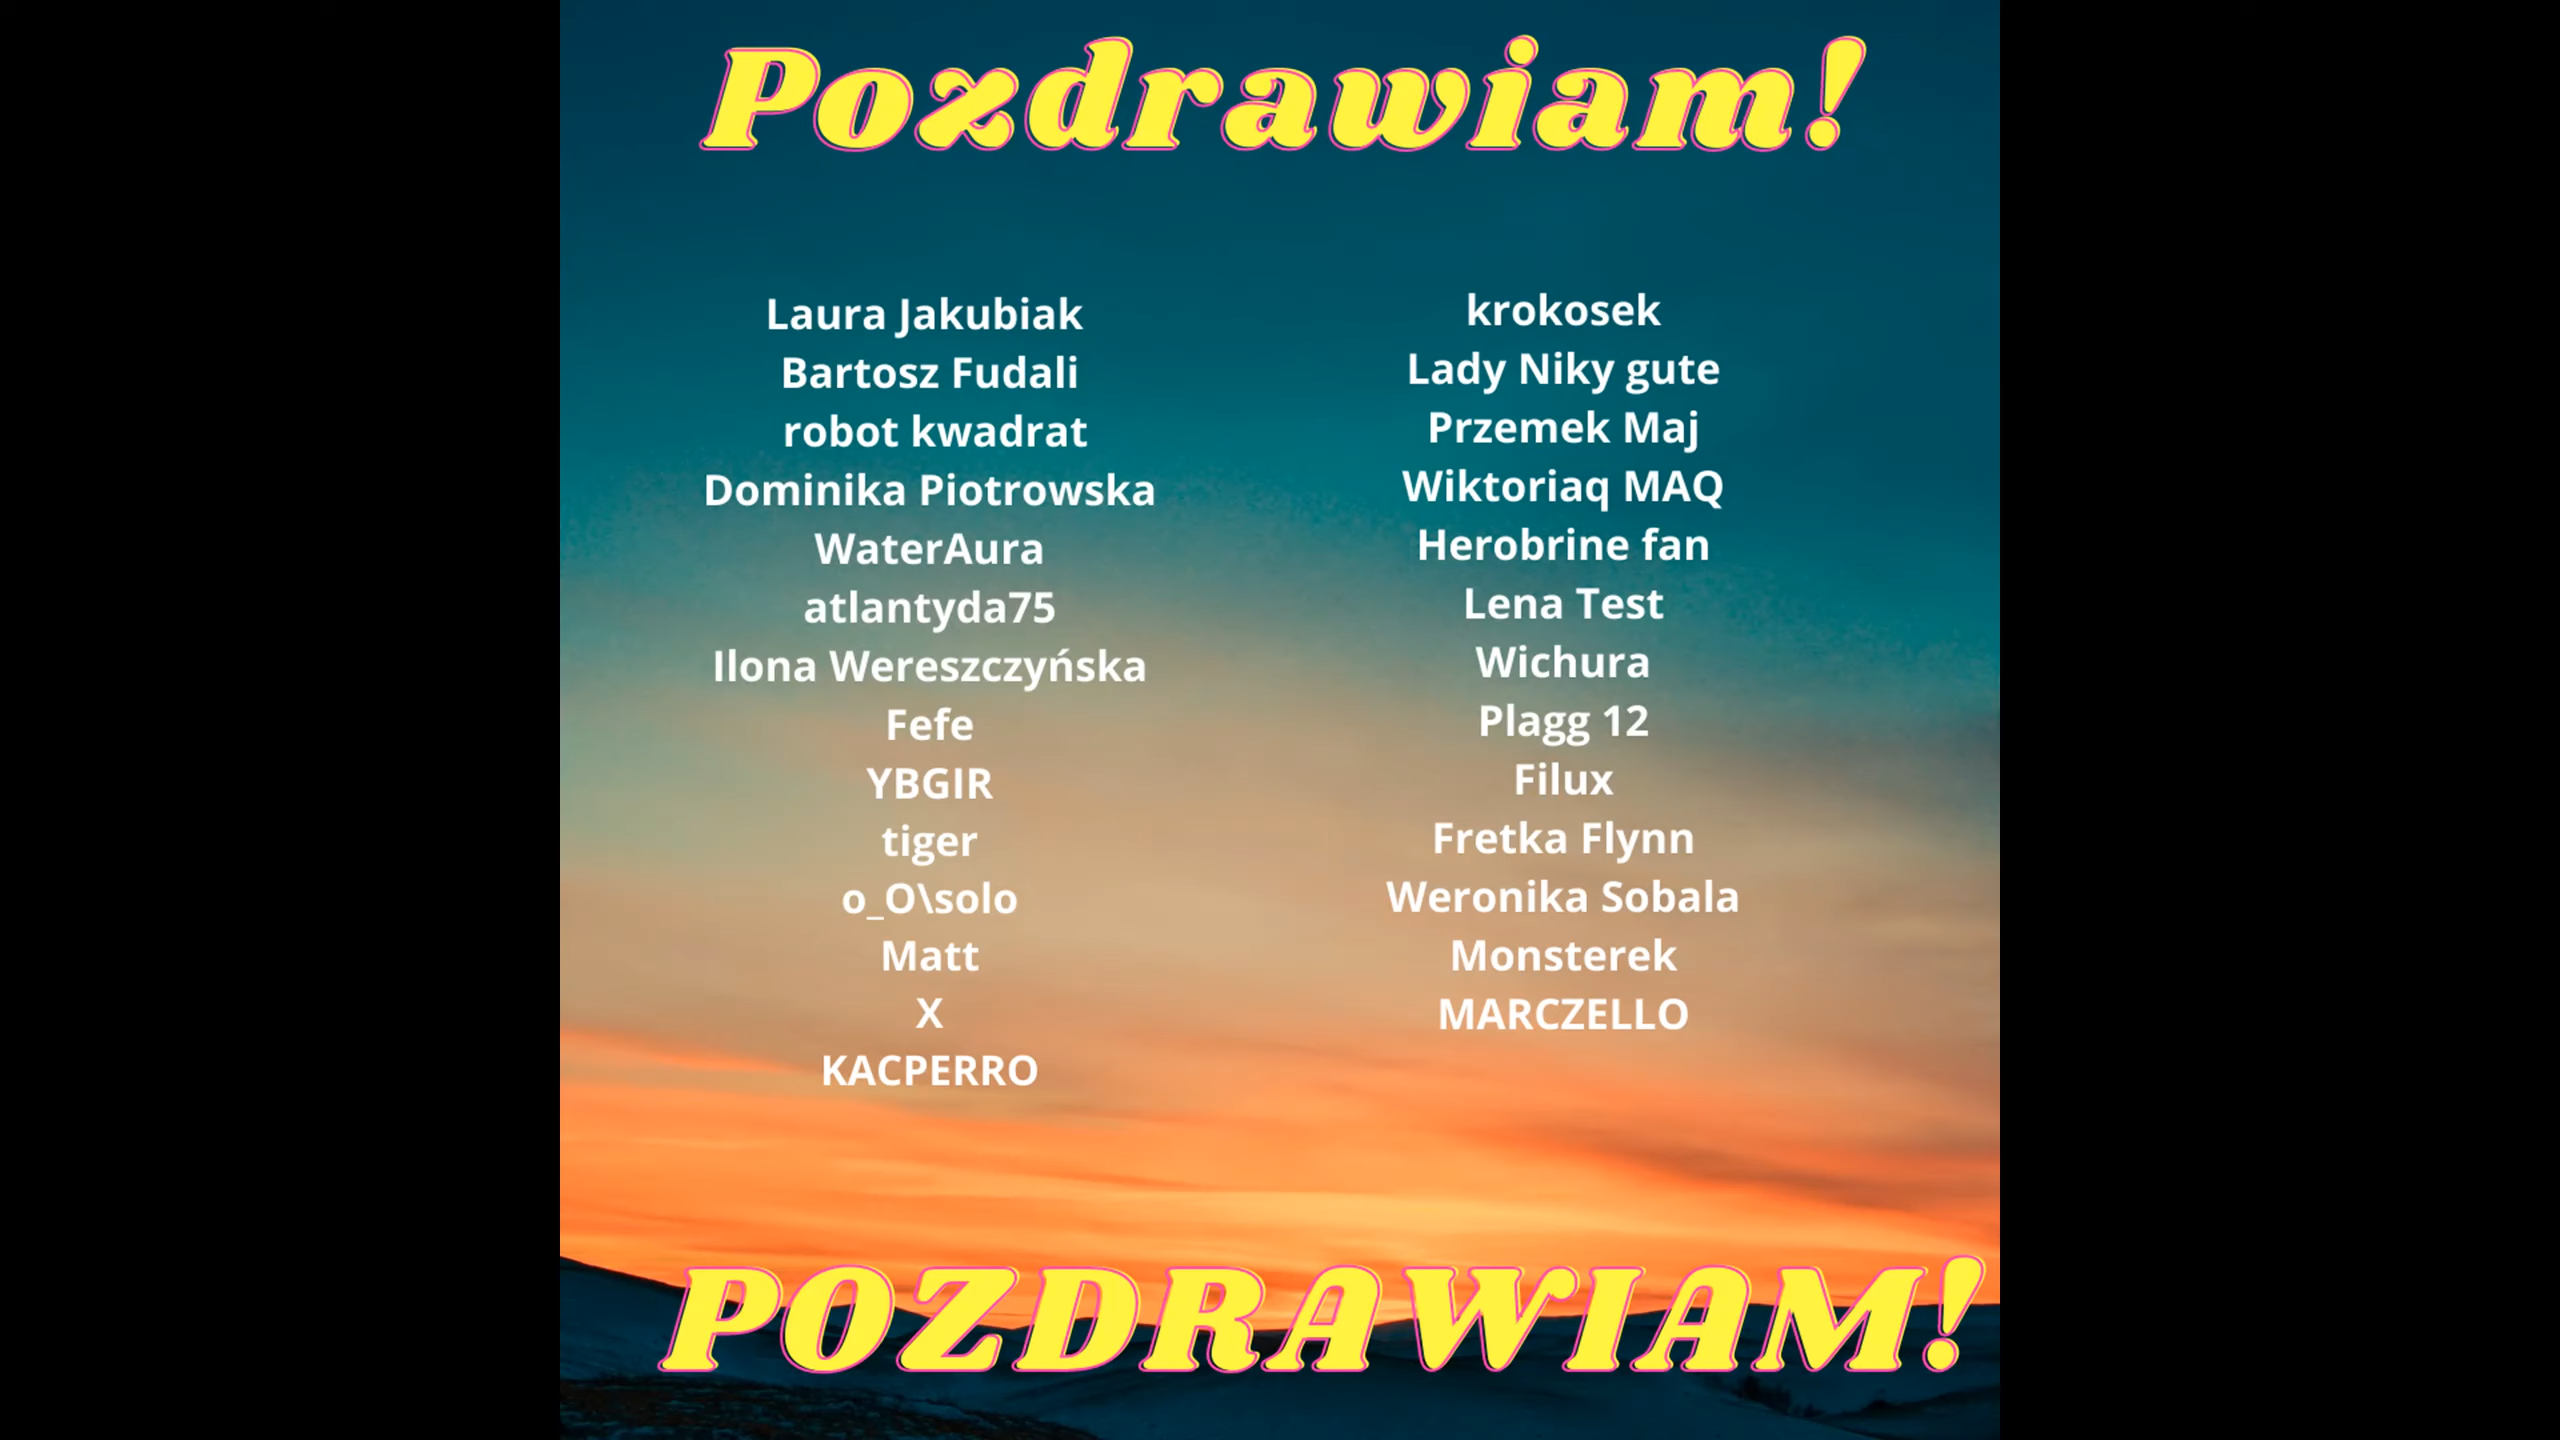 Pozdrawiam!
Laura Jakubiak
Bartosz Fudali
robot kwadrat
Dominika Piotrowska
WaterAura
atlantyda75
Ilona Wereszczyńska
Fefe
YBGIR
tiger
o_O\solo
Matt
X
KACPERRO
krokosek
Lady Niky gute
Przemek Maj
Wiktoriaq MAQ
Herobrine fan
Lena Test
Wichura
Plagg 12
Filux
Fretka Flynn
Weronika Sobala
Monsterek
MARCZELLO
POZDRAWIAM!